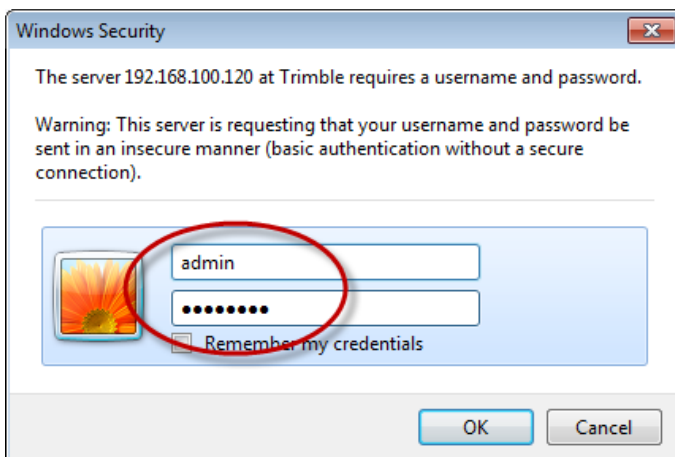 Windows Security
The server 192.168.100.120 at Trimble requires a username and password.
Warning: This server is requesting that your username and password be
sent in an insecure manner (basic authentication without a secure
connection).
admin
●●●●●●●●
Remember my credentials
OK
Cancel